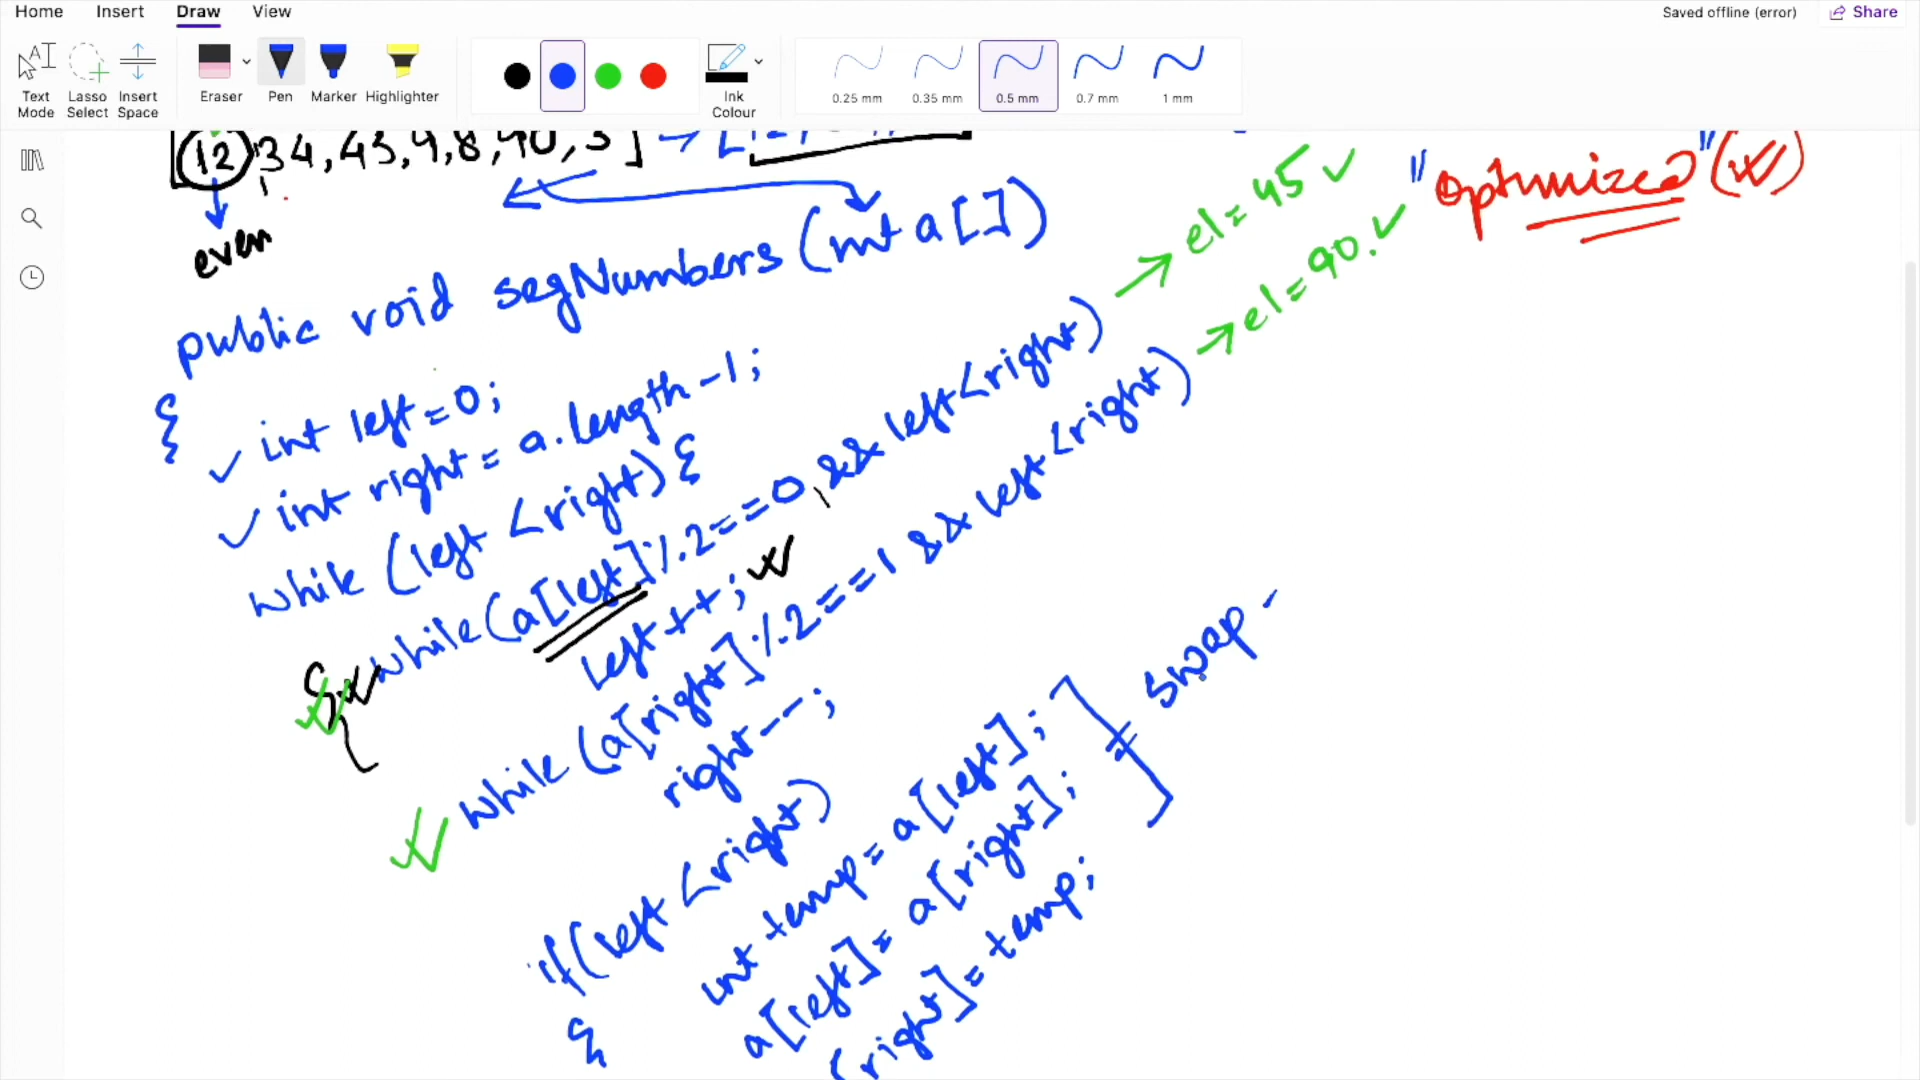 Home Insert Draw View
Saved offline (error) Share
Text Mode
Lasso Select
Insert Space
Eraser
Pen
Marker
Highlighter
Ink Colour
0.25 mm
0.35 mm
0.5 mm
0.7 mm
1 mm
12, 34, 45, 9, 8, 90, 3] → [
even
"Optimized"
public void segNumbers (int a[])
{
int left=0;
int right= a.length-1;
while (left <right) {
while (a[left]%2==0 && left<right) → el=45
left++;
while (a[right]%2==1 && left<right) → el=90.
right--;
if(left <right)
{
int temp = a[left];
a[left]= a[right];
(right]= temp;
Swap -